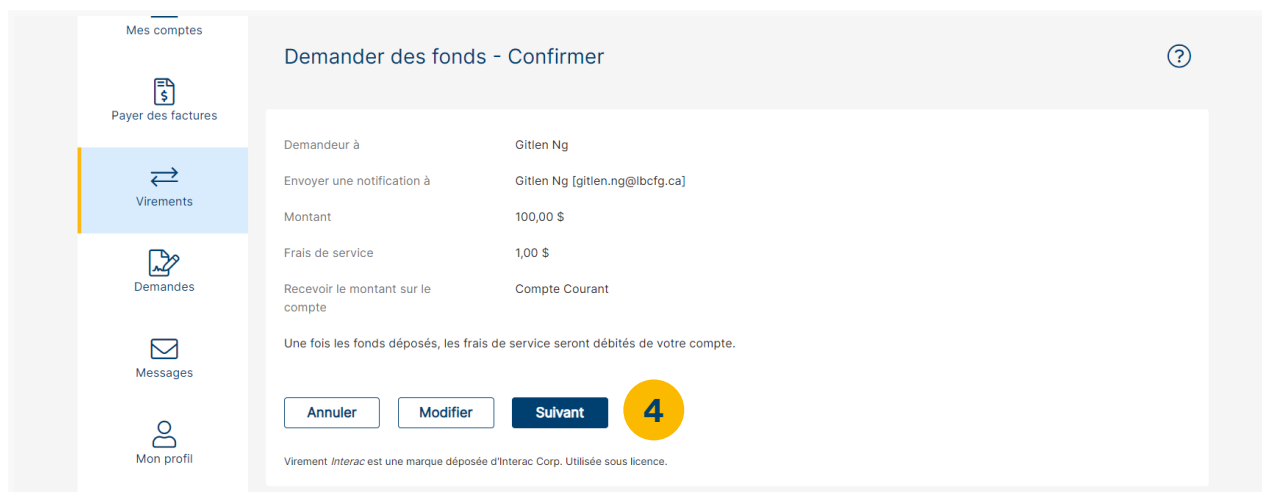 Mes comptes
Payer des factures
Virements
Demandes
Messages
Mon profil
Demander des fonds - Confirmer
?
Demandeur à Gitlen Ng
Envoyer une notification à Gitlen Ng [gitlen.ng@lbcfg.ca]
Montant 100,00 $
Frais de service 1,00 $
Recevoir le montant sur le Compte Courant
compte
Une fois les fonds déposés, les frais de service seront débités de votre compte.
Annuler Modifier Suivant 4
Virement Interac est une marque déposée d'Interac Corp. Utilisée sous licence.